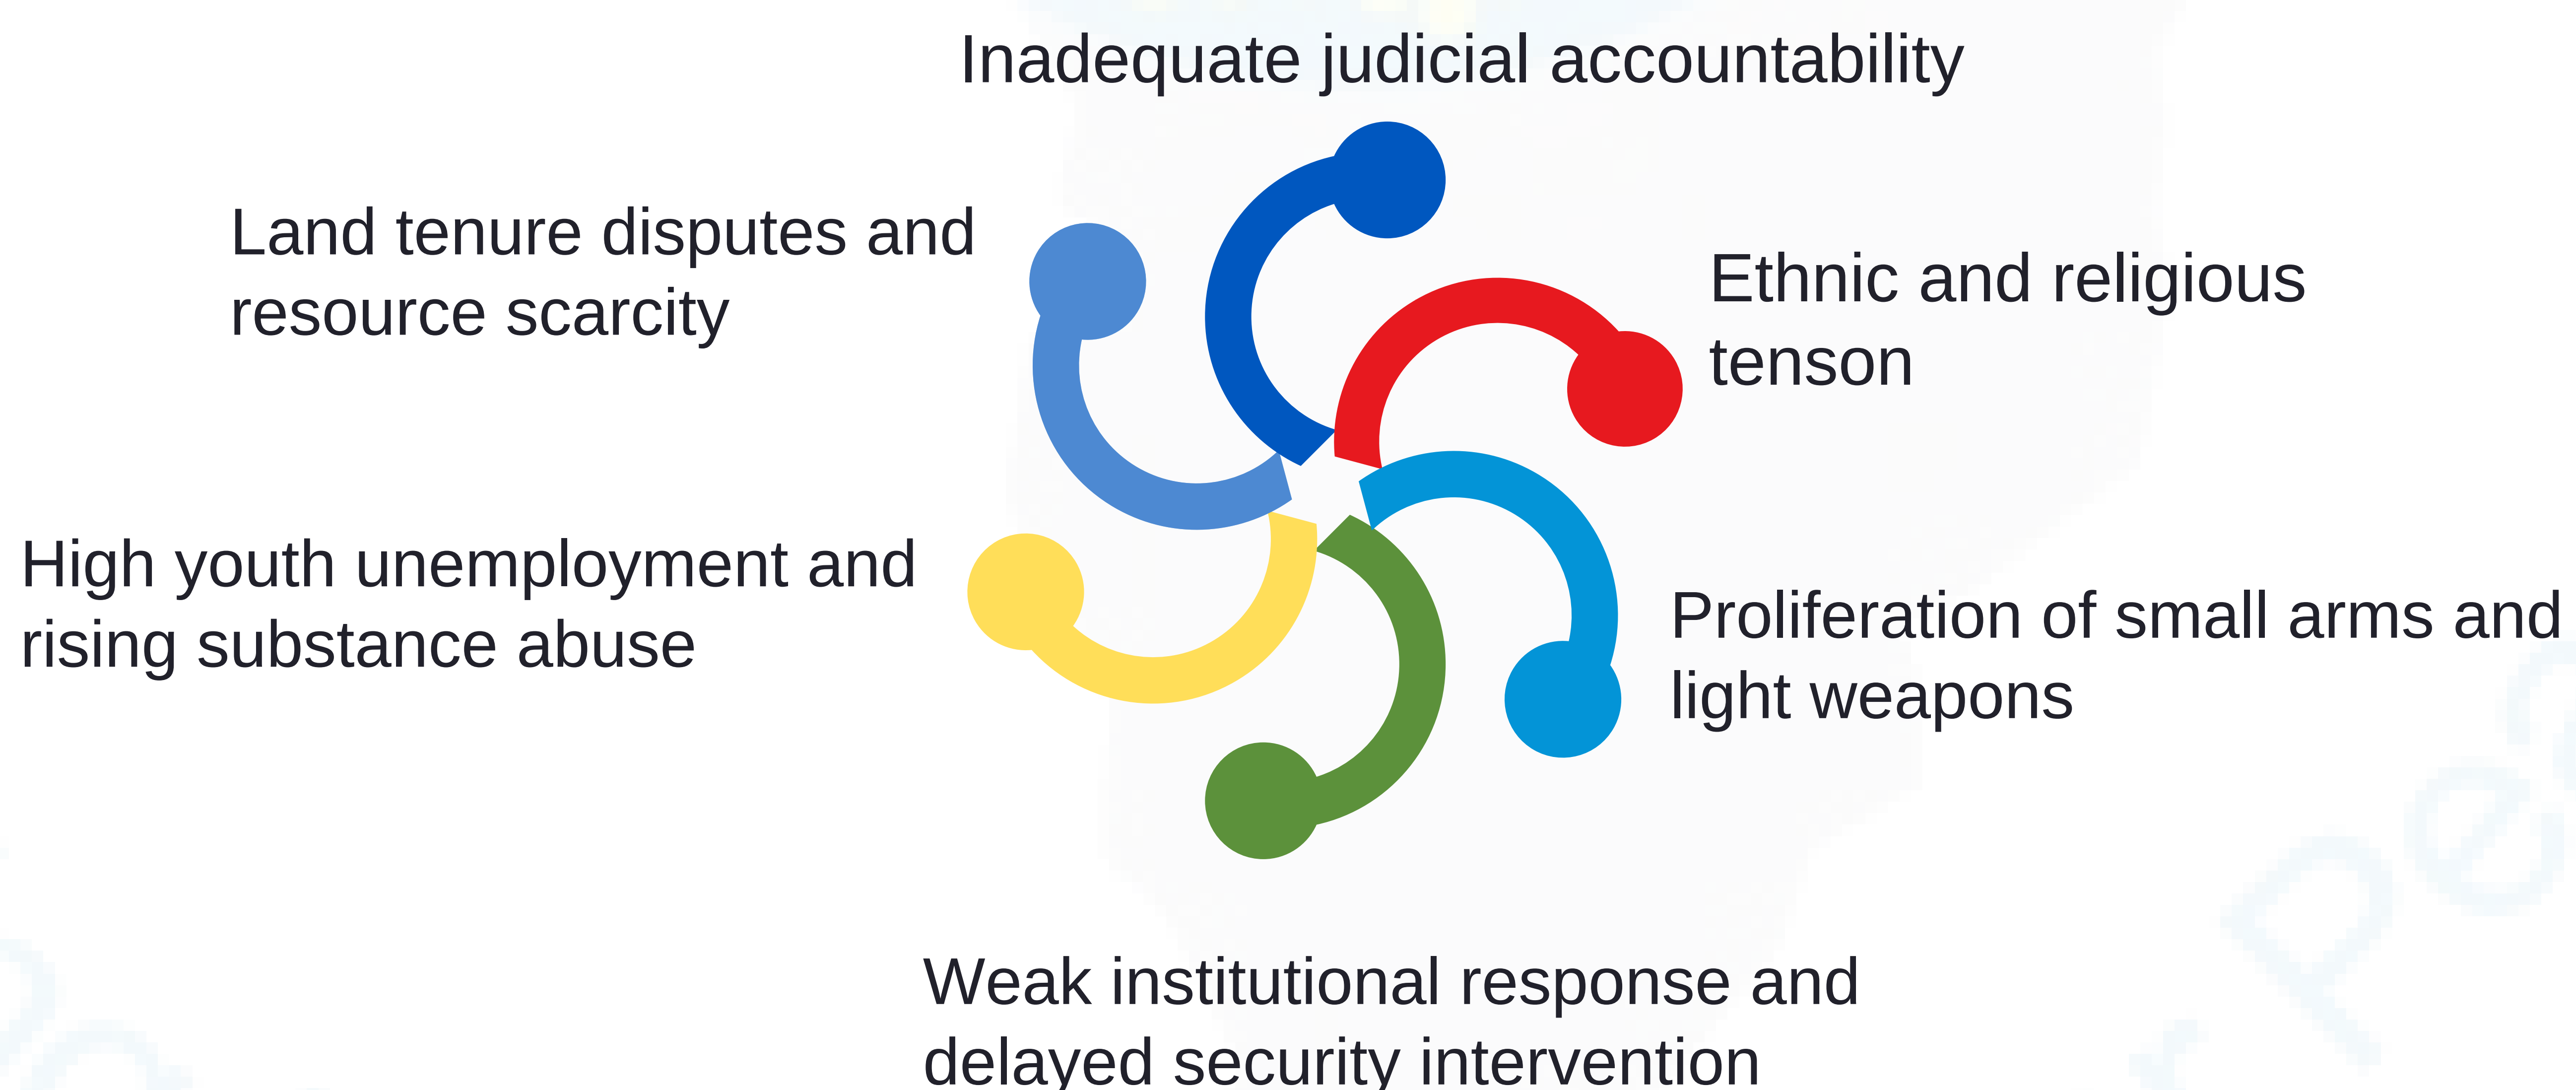 Inadequate judicial accountability
Land tenure disputes and
resource scarcity
Ethnic and religious
tenson
High youth unemployment and
rising substance abuse
Proliferation of small arms and
light weapons
Weak institutional response and
delayed security intervention